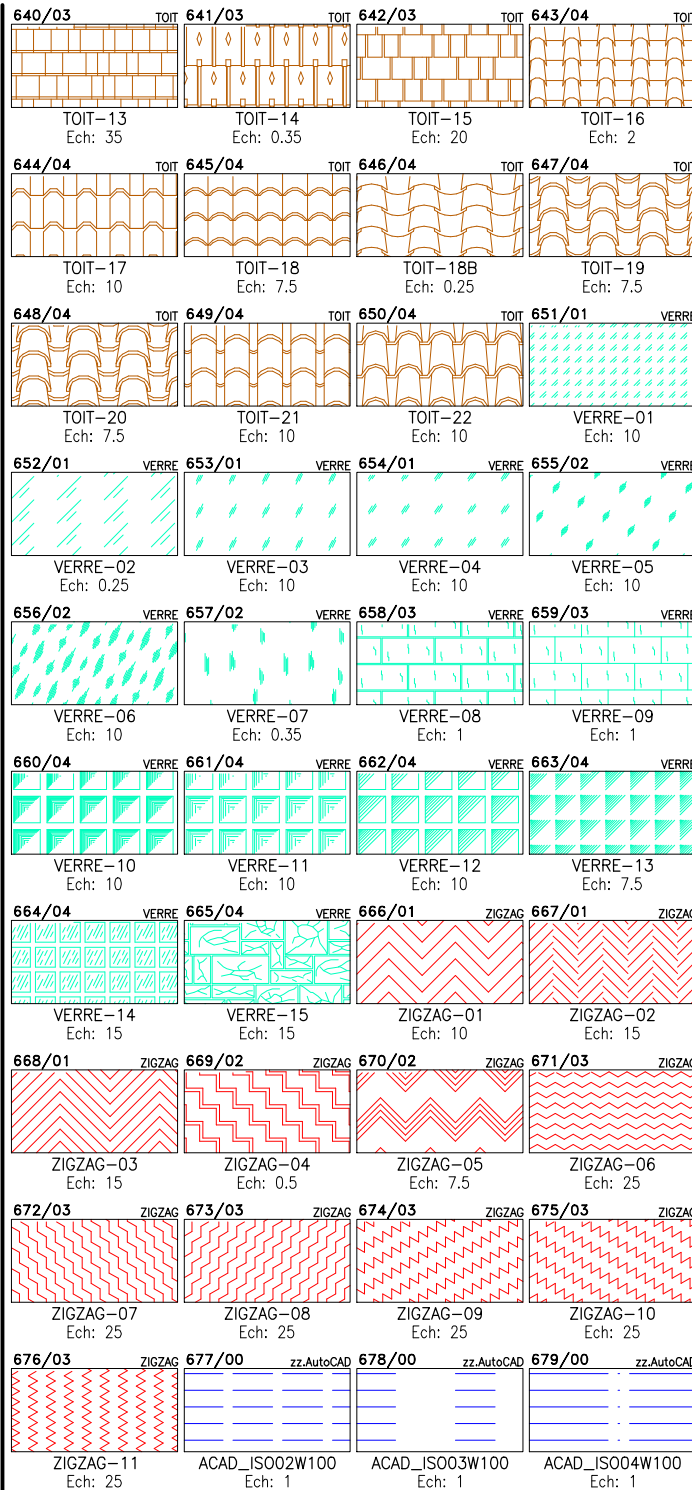 640/03 TOIT 641/03 TOIT 642/03 TOIT 643/04 TOIT
TOIT-13 TOIT-14 TOIT-15 TOIT-16
Ech: 35 Ech: 0.35 Ech: 20 Ech: 2
644/04 TOIT 645/04 TOIT 646/04 TOIT 647/04 TOIT
TOIT-17 TOIT-18 TOIT-18B TOIT-19
Ech: 10 Ech: 7.5 Ech: 0.25 Ech: 7.5
648/04 TOIT 649/04 TOIT 650/04 TOIT 651/01 VERRE
TOIT-20 TOIT-21 TOIT-22 VERRE-01
Ech: 7.5 Ech: 10 Ech: 10 Ech: 10
652/01 VERRE 653/01 VERRE 654/01 VERRE 655/02 VERRE
VERRE-02 VERRE-03 VERRE-04 VERRE-05
Ech: 0.25 Ech: 10 Ech: 10 Ech: 10
656/02 VERRE 657/02 VERRE 658/03 VERRE 659/03 VERRE
VERRE-06 VERRE-07 VERRE-08 VERRE-09
Ech: 10 Ech: 0.35 Ech: 1 Ech: 1
660/04 VERRE 661/04 VERRE 662/04 VERRE 663/04 VERRE
VERRE-10 VERRE-11 VERRE-12 VERRE-13
Ech: 10 Ech: 10 Ech: 10 Ech: 7.5
664/04 VERRE 665/04 VERRE 666/01 ZIGZAG 667/01 ZIGZAG
VERRE-14 VERRE-15 ZIGZAG-01 ZIGZAG-02
Ech: 15 Ech: 15 Ech: 10 Ech: 15
668/01 ZIGZAG 669/02 ZIGZAG 670/02 ZIGZAG 671/03 ZIGZAG
ZIGZAG-03 ZIGZAG-04 ZIGZAG-05 ZIGZAG-06
Ech: 15 Ech: 0.5 Ech: 7.5 Ech: 25
672/03 ZIGZAG 673/03 ZIGZAG 674/03 ZIGZAG 675/03 ZIGZAG
ZIGZAG-07 ZIGZAG-08 ZIGZAG-09 ZIGZAG-10
Ech: 25 Ech: 25 Ech: 25 Ech: 25
676/03 ZIGZAG 677/00 zz.AutoCAD 678/00 zz.AutoCAD 679/00 zz.AutoCAD
ZIGZAG-11 ACAD_ISO02W100 ACAD_ISO03W100 ACAD_ISO04W100
Ech: 25 Ech: 1 Ech: 1 Ech: 1